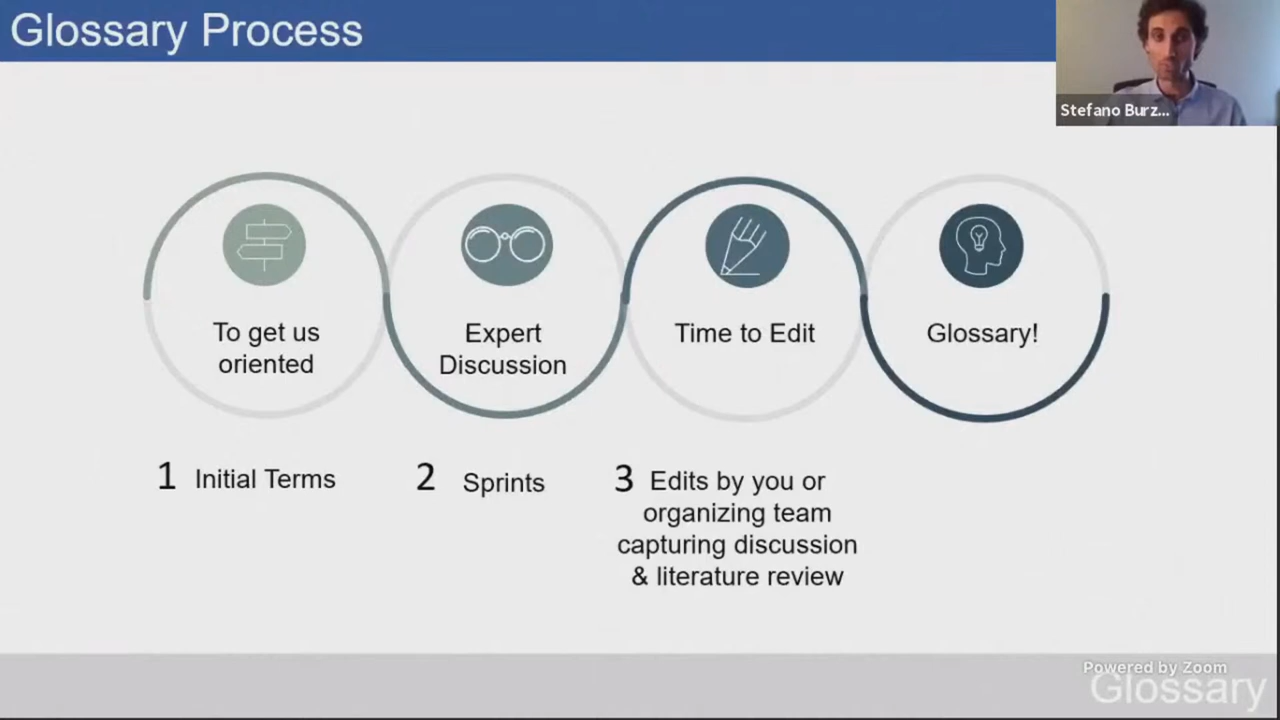 Glossary Process
Stefano Burz...
To get us
oriented
Expert
Discussion
Time to Edit
Glossary!
1 Initial Terms
2 Sprints
3 Edits by you or
organizing team
capturing discussion
& literature review
Powered by Zoom
Glossary